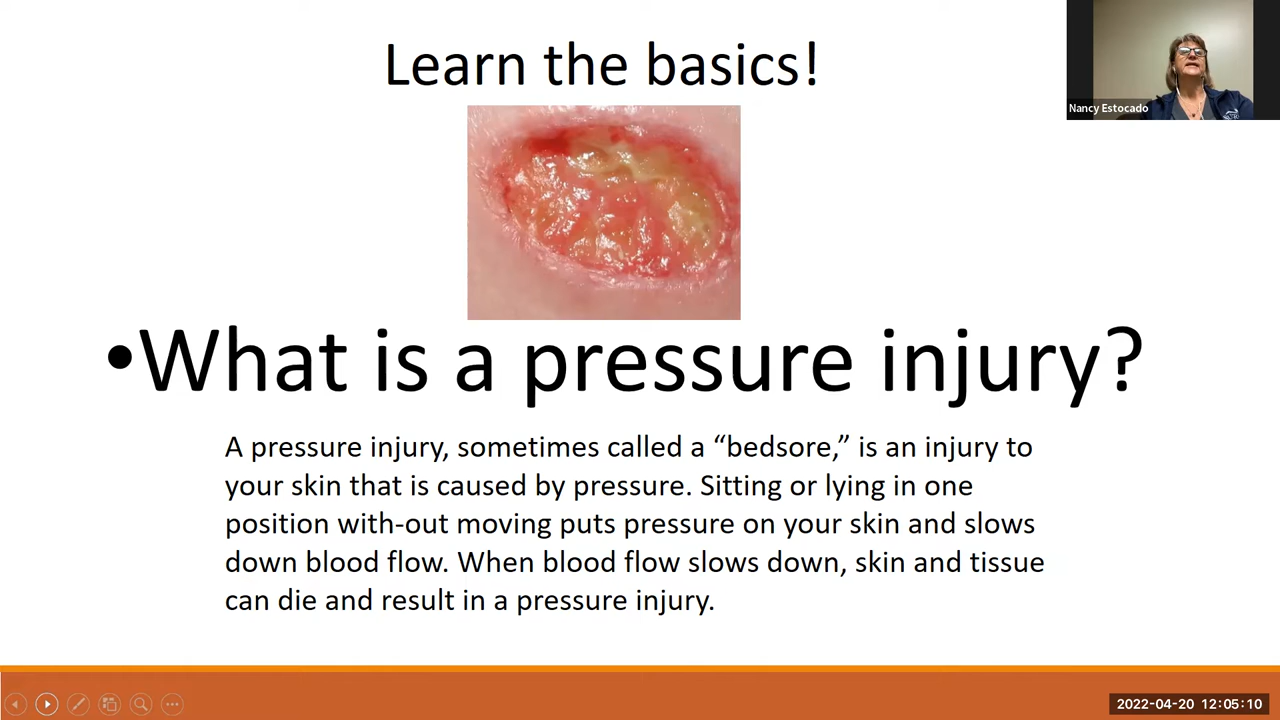 Learn the basics!
Nancy Estocado
•What is a pressure injury?
A pressure injury, sometimes called a “bedsore,” is an injury to
your skin that is caused by pressure. Sitting or lying in one
position with-out moving puts pressure on your skin and slows
down blood flow. When blood flow slows down, skin and tissue
can die and result in a pressure injury.
2022-04-20 12:05:10